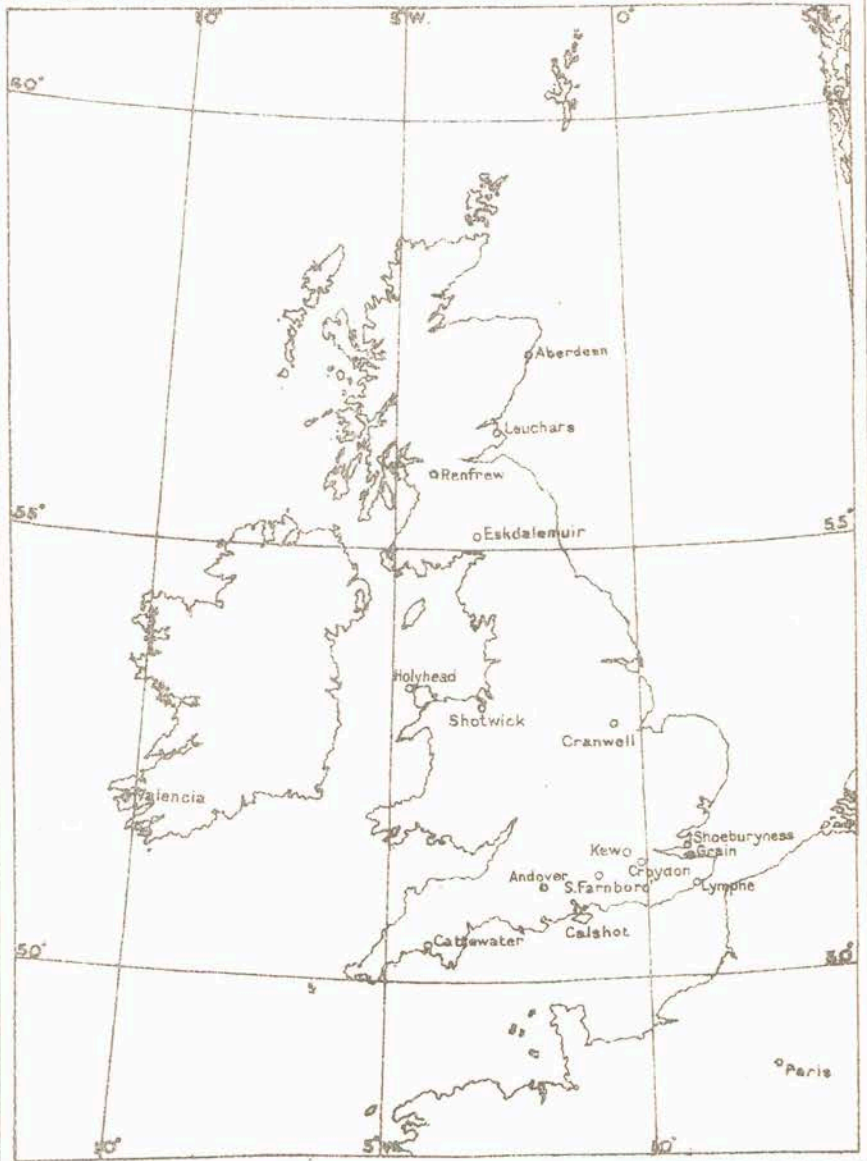 10° 5°W. 0°
60°
Aberdeen
Leuchars
Renfrew
55° 55°
Eskdalemuir
Holyhead
Shotwick
Cranwell
Valencia
Shoeburyness
Kew Grain
Croydon
Andover S. Farnboro' Lympne
Calshot
Cattewater
50° 50°
Paris
10° 5°W.